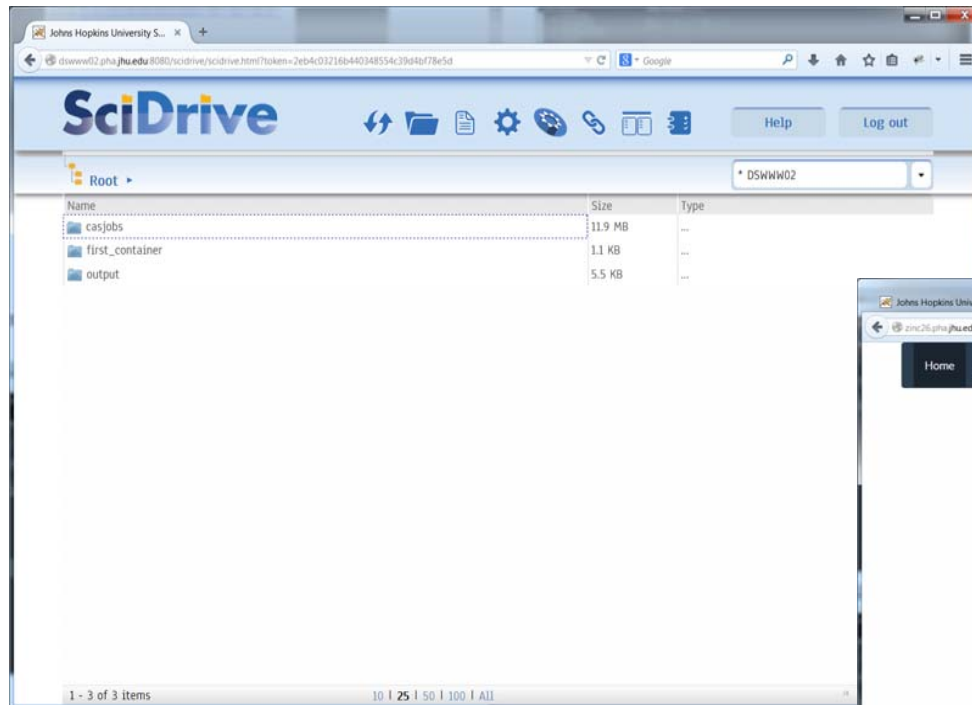 Johns Hopkins University S... × +
dswww02.pha.jhu.edu:8080/scidrive/scidrive.html?token=2eb4c03216b440348554c39d4bf78e5d
8 Google
SciDrive
Help Log out
Root
* DSWWW02
Name Size Type
casjobs 11.9 MB ...
first_container 1.1 KB ...
output 5.5 KB ...
Johns Hopkins Univ
zinc26.pha.jhu.ed
Home
1 - 3 of 3 items 10 | 25 | 50 | 100 | All